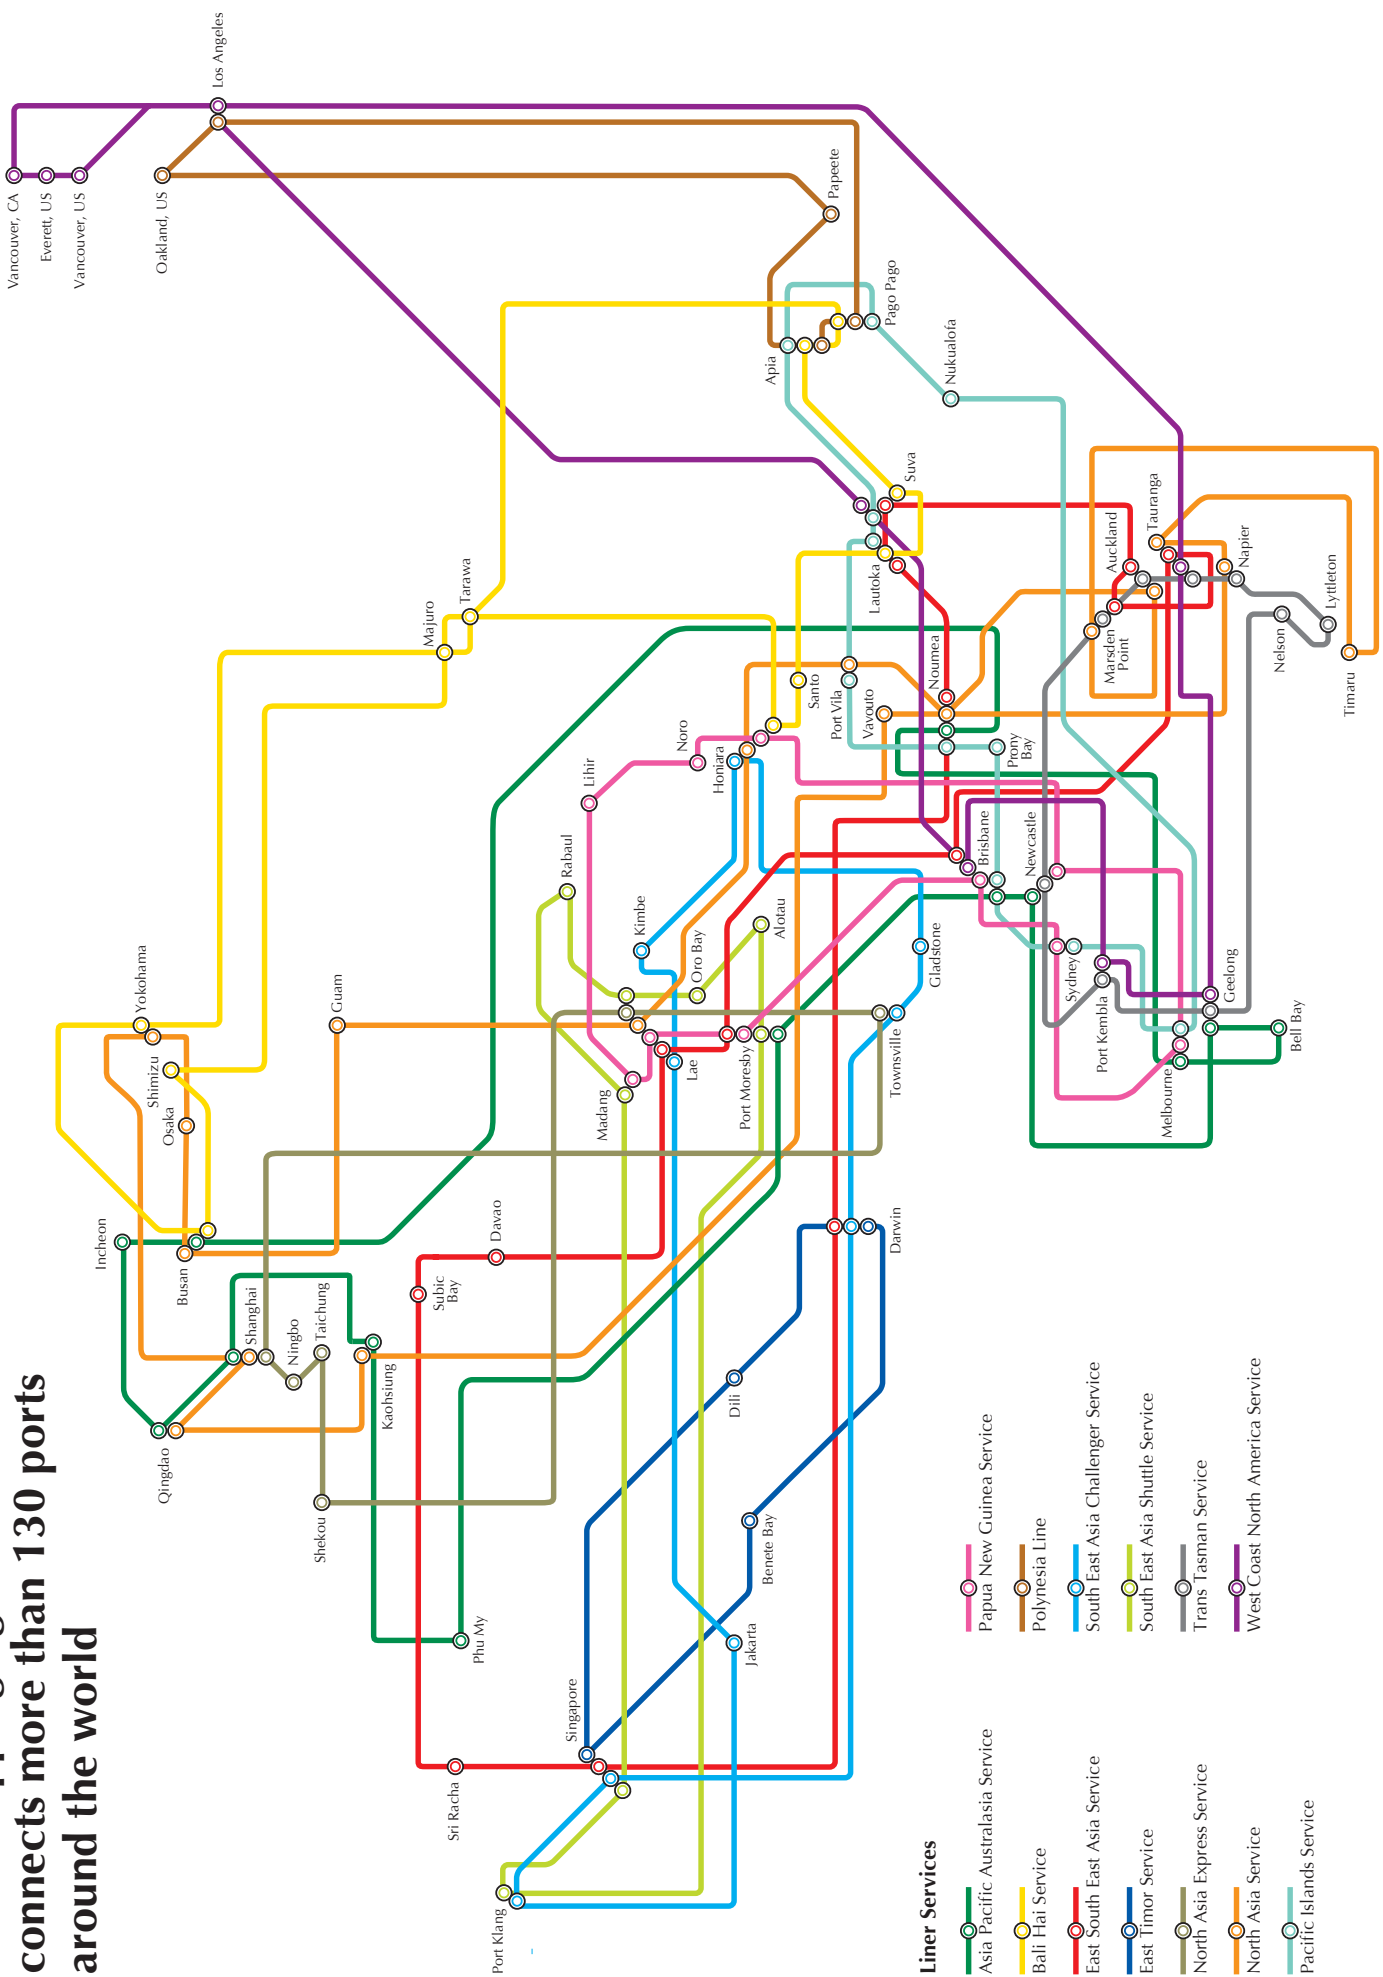 connects more than 130 ports
around the world
Vancouver, CA
Everett, US
Vancouver, US
Los Angeles
Oakland, US
Papeete
Pago Pago
Apia
Nukualofa
Suva
Lautoka
Tarawa
Majuro
Tauranga
Auckland
Napier
Marsden
Point
Lyttleton
Nelson
Timaru
Noumea
Santo
Port Vila
Vavouto
Prony
Bay
Noro
Honiara
Lihir
Rabaul
Kimbe
Oro Bay
Alotau
Brisbane
Newcastle
Gladstone
Sydney
Port Kembla
Geelong
Bell Bay
Melbourne
Townsville
Port Moresby
Lae
Madang
Guam
Yokohama
Shimizu
Osaka
Incheon
Busan
Shanghai
Ningbo
Taichung
Kaohsiung
Qingdao
Shekou
Davao
Subic
Bay
Darwin
Dili
Benete Bay
Jakarta
Phu My
Singapore
Sri Racha
Port Klang
Liner Services
Asia Pacific Australasia Service
Bali Hai Service
East South East Asia Service
East Timor Service
North Asia Express Service
North Asia Service
Pacific Islands Service
Papua New Guinea Service
Polynesia Line
South East Asia Challenger Service
South East Asia Shuttle Service
Trans Tasman Service
West Coast North America Service